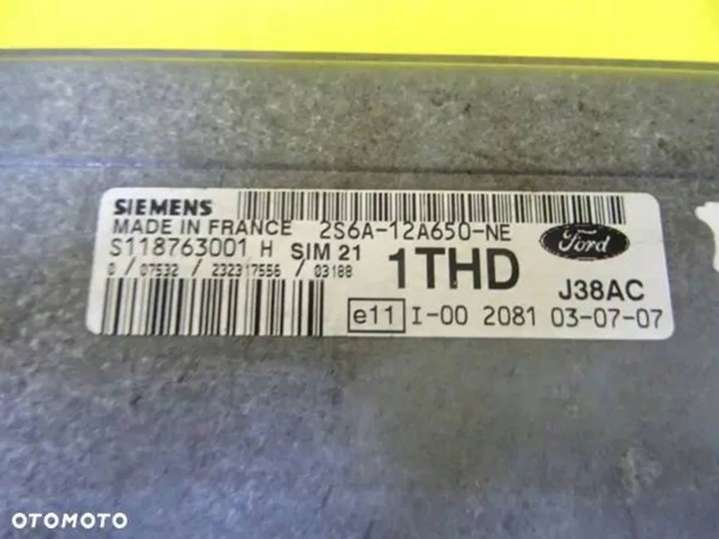 SIEMENS
MADE IN FRANCE 2S6A-12A650-NE
S118763001 H SIM 21
0 / 07532 / 232317556 / 03188
1THD
Ford
J38AC
e11 I-00 2081 03-07-07
OTOMOTO